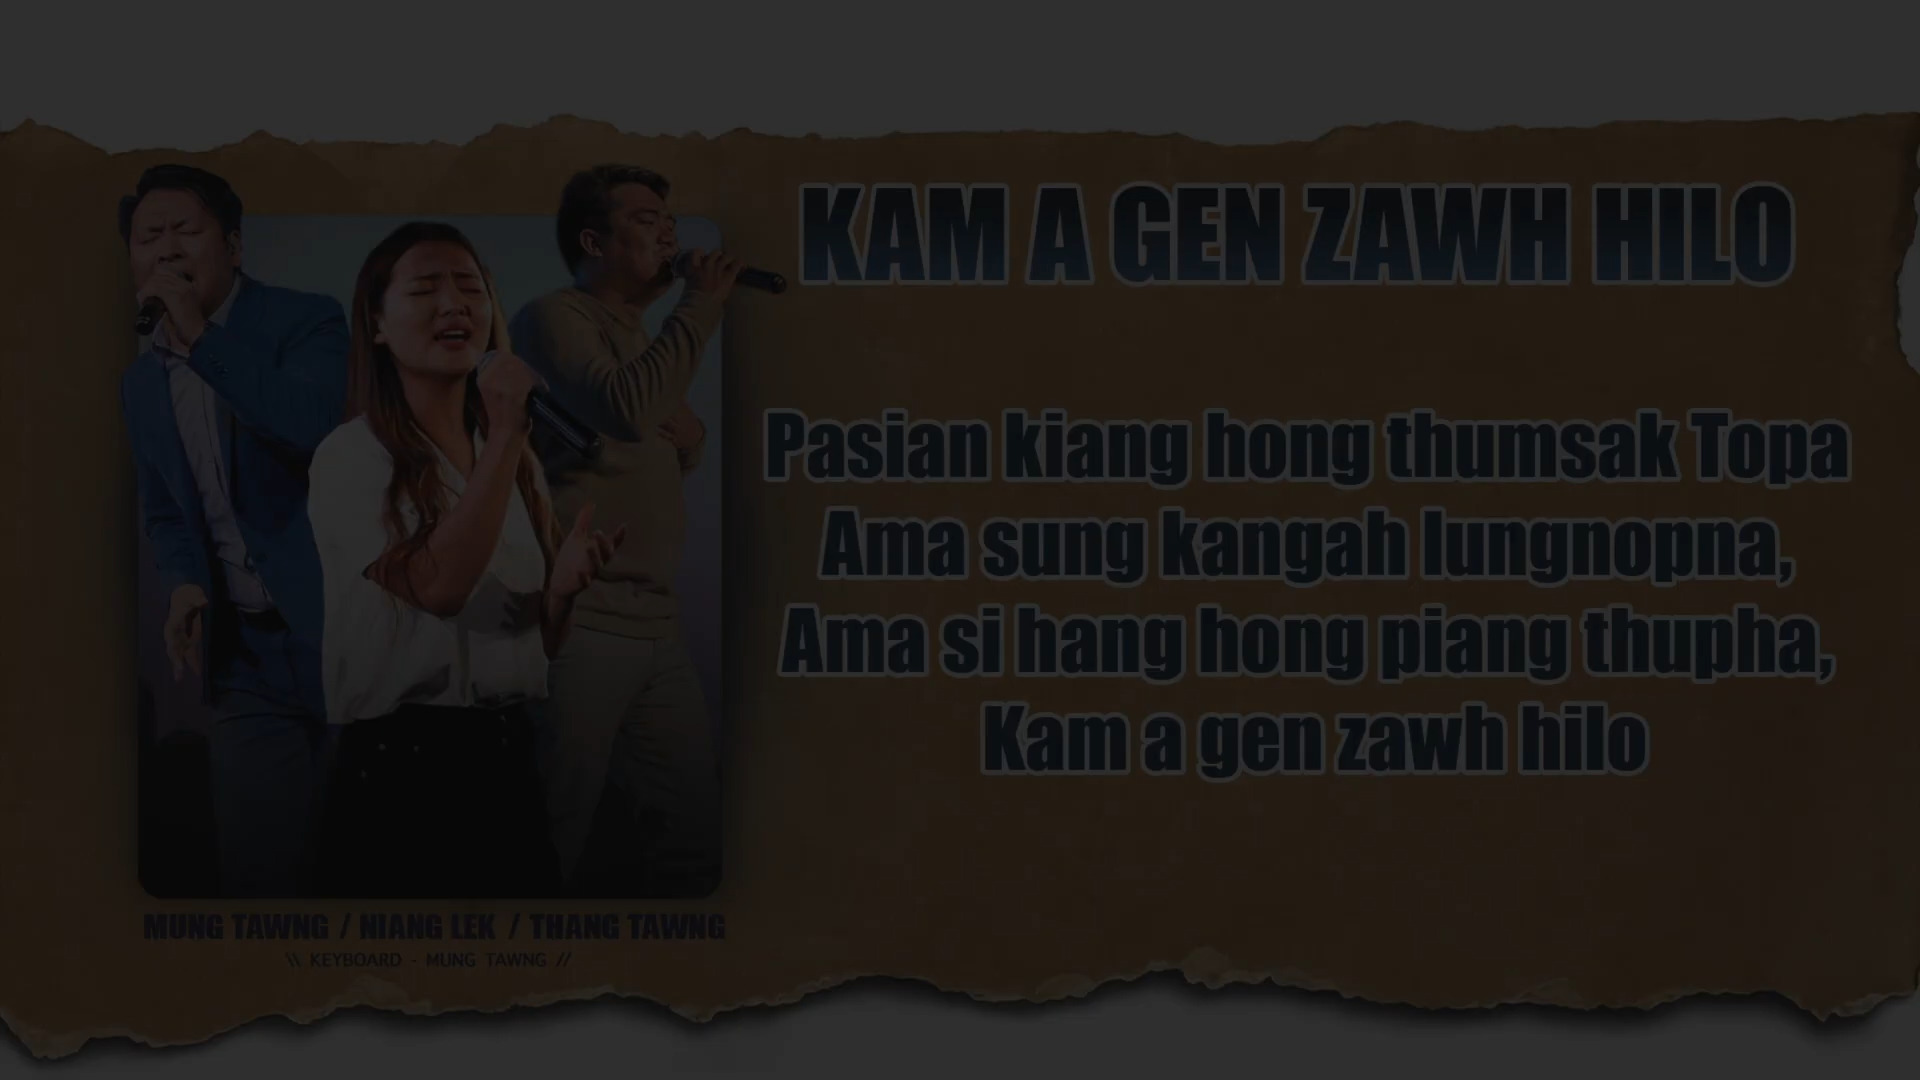 KAM A GEN ZAWH HILO
Pasian kiang hong thumsak Topa
Ama sung kangah lungnopna,
Ama si hang hong piang thupha,
Kam a gen zawh hilo
MUNG TAWNG / NIANG LEK / THANG TAWNG
\\ KEYBOARD - MUNG TAWNG //